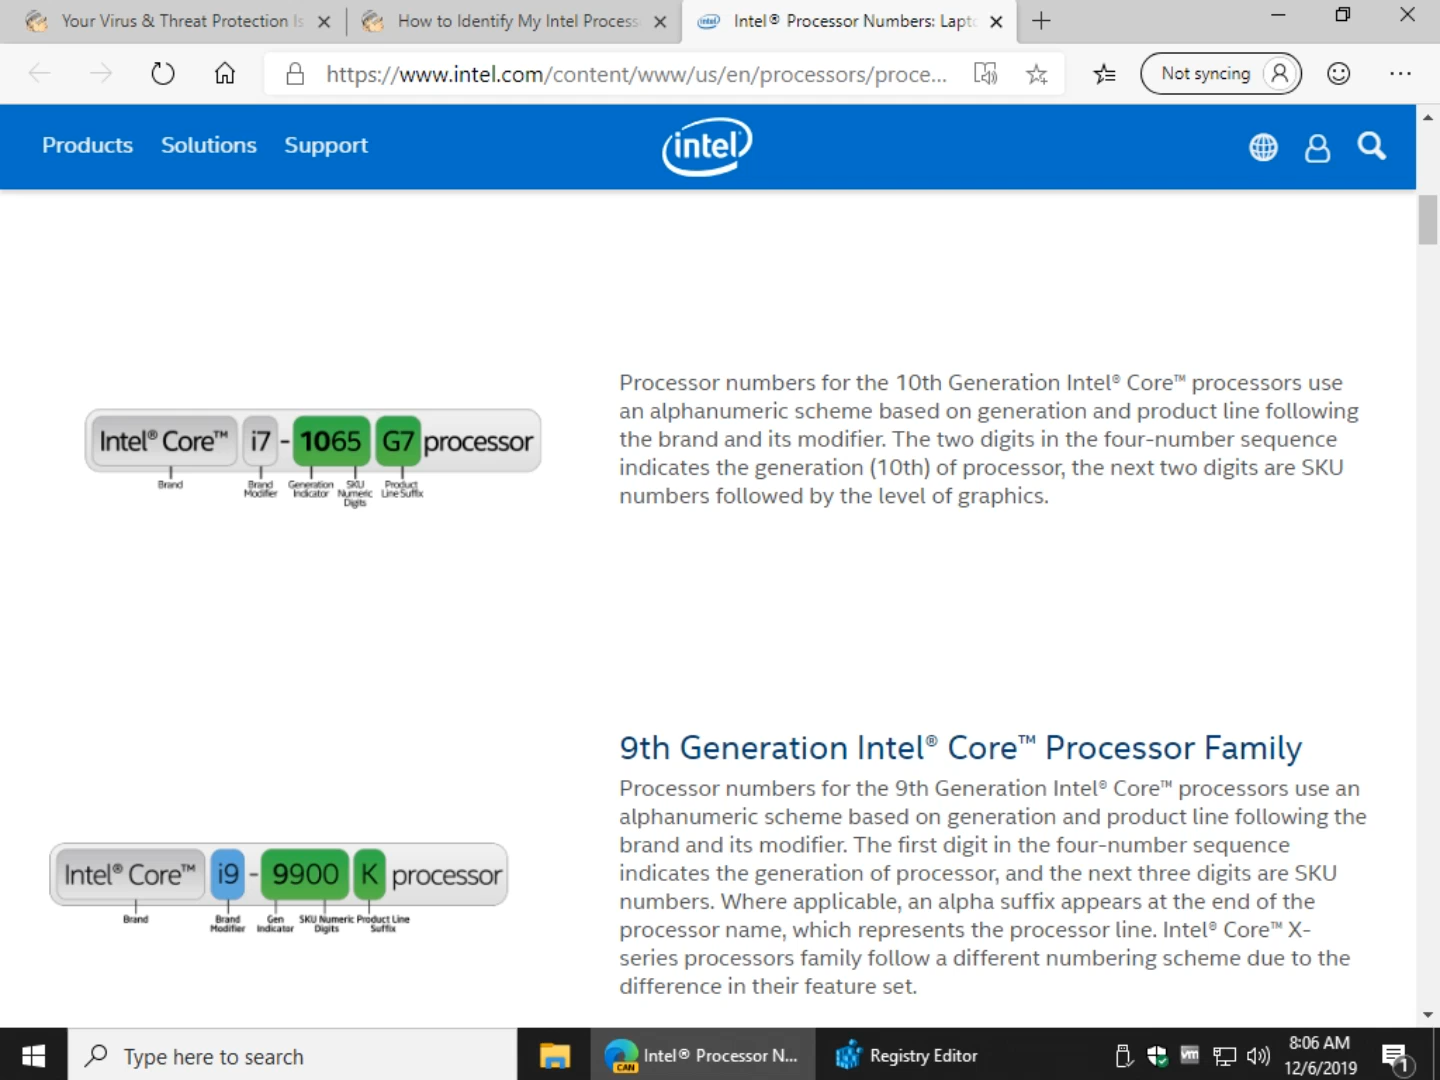 Your Virus & Threat Protection Is
How to Identify My Intel Process
intel
Intel® Processor Numbers: Lapto
https://www.intel.com/content/www/us/en/processors/proce...
Not syncing
Products
Solutions
Support
intel
Processor numbers for the 10th Generation Intel® Core™ processors use
an alphanumeric scheme based on generation and product line following
the brand and its modifier. The two digits in the four-number sequence
indicates the generation (10th) of processor, the next two digits are SKU
numbers followed by the level of graphics.
Intel® Core™ i7 - 1065 G7 processor
Brand
Brand Modifier
Generation Indicator
SKU Numeric Digits
Product Line Suffix
9th Generation Intel® Core™ Processor Family
Processor numbers for the 9th Generation Intel® Core™ processors use an
alphanumeric scheme based on generation and product line following the
brand and its modifier. The first digit in the four-number sequence
indicates the generation of processor, and the next three digits are SKU
numbers. Where applicable, an alpha suffix appears at the end of the
processor name, which represents the processor line. Intel® Core™ X-
series processors family follow a different numbering scheme due to the
difference in their feature set.
Intel® Core™ i9 - 9900 K processor
Brand
Brand Modifier
Gen Indicator
SKU Numeric Digits
Product Line Suffix
Type here to search
CAN
Intel® Processor N...
Registry Editor
vm
8:06 AM
12/6/2019
1